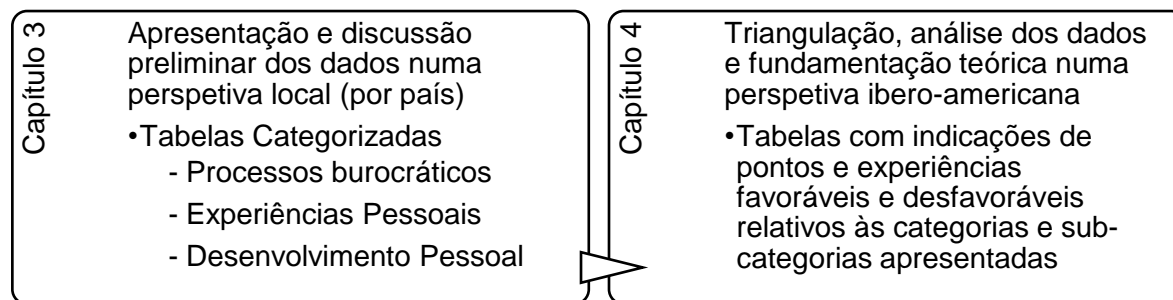 Capítulo 3
Apresentação e discussão
preliminar dos dados numa
perspetiva local (por país)
•Tabelas Categorizadas
- Processos burocráticos
- Experiências Pessoais
- Desenvolvimento Pessoal
Capítulo 4
Triangulação, análise dos dados
e fundamentação teórica numa
perspetiva ibero-americana
•Tabelas com indicações de
pontos e experiências
favoráveis e desfavoráveis
relativos às categorias e sub-
categorias apresentadas